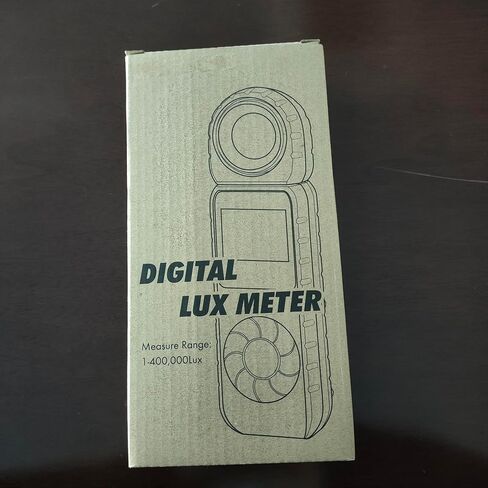 DIGITAL
LUX METER
Measure Range:
1-400,000Lux